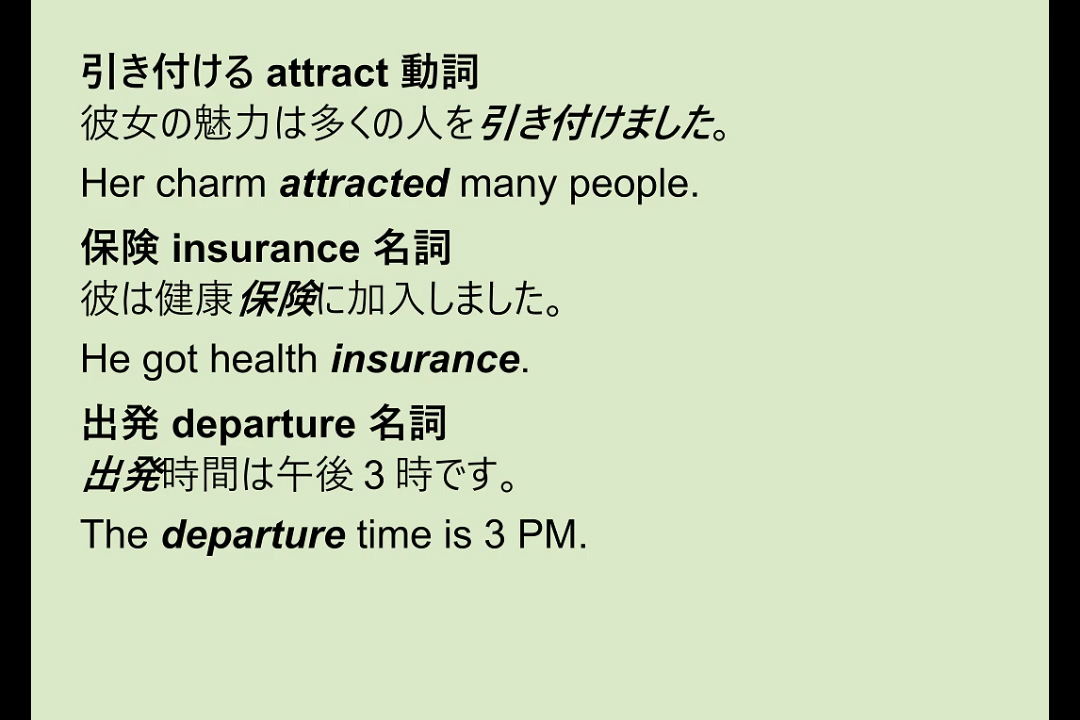 引き付ける attract 動詞
彼女の魅力は多くの人を引き付けました。
Her charm attracted many people.
保険 insurance 名詞
彼は健康保険に加入しました。
He got health insurance.
出発 departure 名詞
出発時間は午後 3 時です。
The departure time is 3 PM.